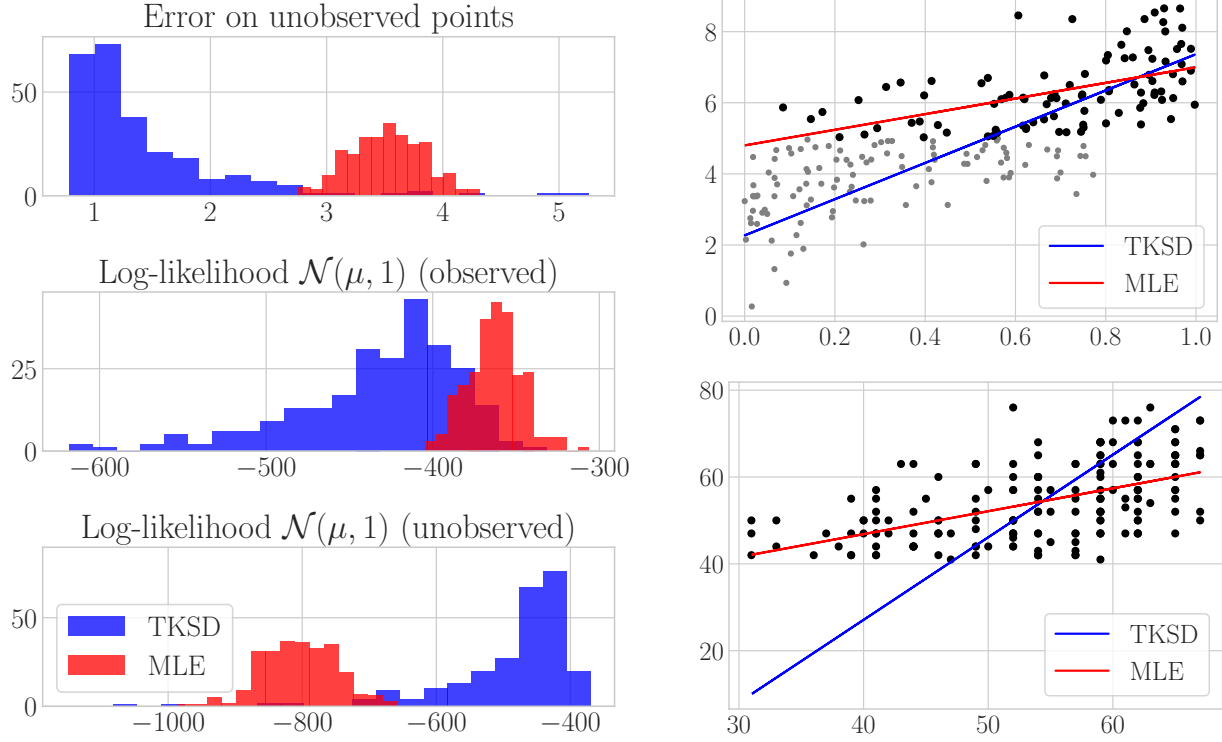 Error on unobserved points
50
0
1 2 3 4 5
Log-likelihood 𝒩(μ, 1) (observed)
25
0
−600 −500 −400 −300
Log-likelihood 𝒩(μ, 1) (unobserved)
50
0
TKSD
MLE
−1000 −800 −600 −400
8
6
4
2
0
TKSD
MLE
0.0 0.2 0.4 0.6 0.8 1.0
80
60
40
20
TKSD
MLE
30 40 50 60